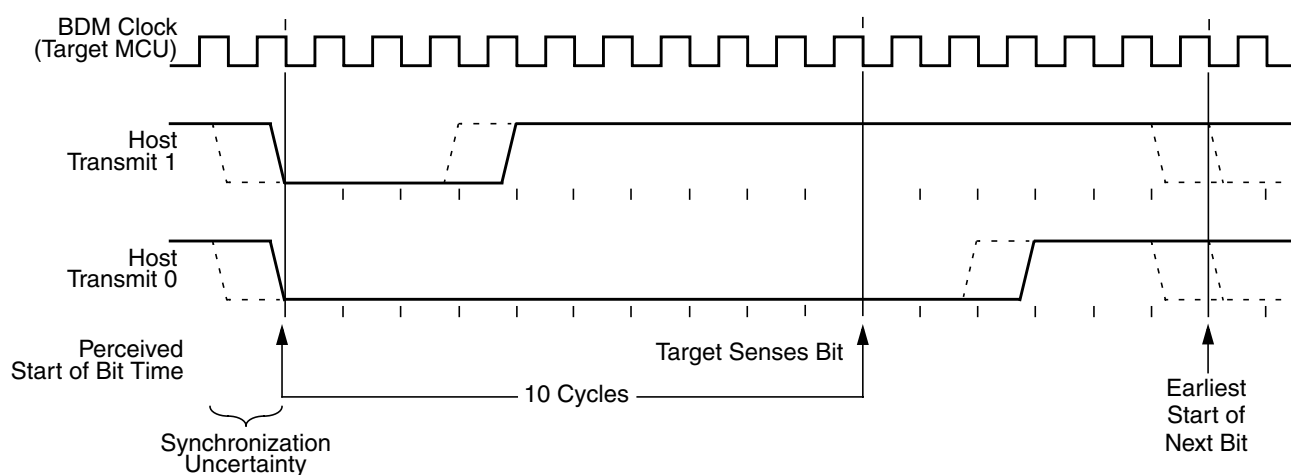 BDM Clock
(Target MCU)
Host
Transmit 1
Host
Transmit 0
Perceived
Start of Bit Time
Target Senses Bit
10 Cycles
Synchronization
Uncertainty
Earliest
Start of
Next Bit